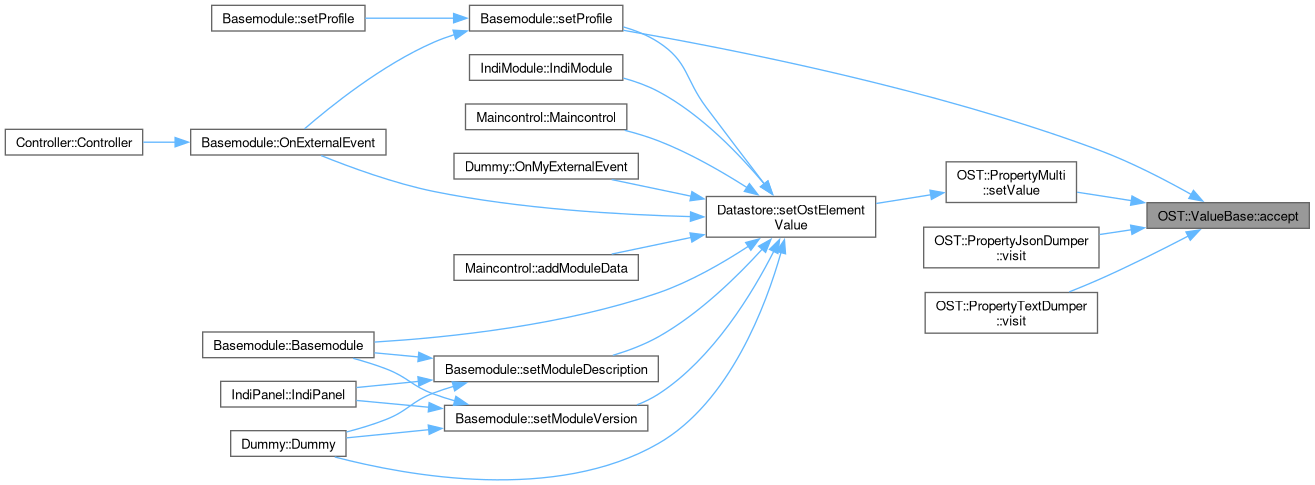 Basemodule::setProfile
Basemodule::setProfile
IndiModule::IndiModule
Maincontrol::Maincontrol
Controller::Controller
Basemodule::OnExternalEvent
Dummy::OnMyExternalEvent
OST::PropertyMulti
::setValue
Datastore::setOstElement
Value
OST::ValueBase::accept
OST::PropertyJsonDumper
::visit
Maincontrol::addModuleData
OST::PropertyTextDumper
::visit
Basemodule::Basemodule
Basemodule::setModuleDescription
IndiPanel::IndiPanel
Basemodule::setModuleVersion
Dummy::Dummy